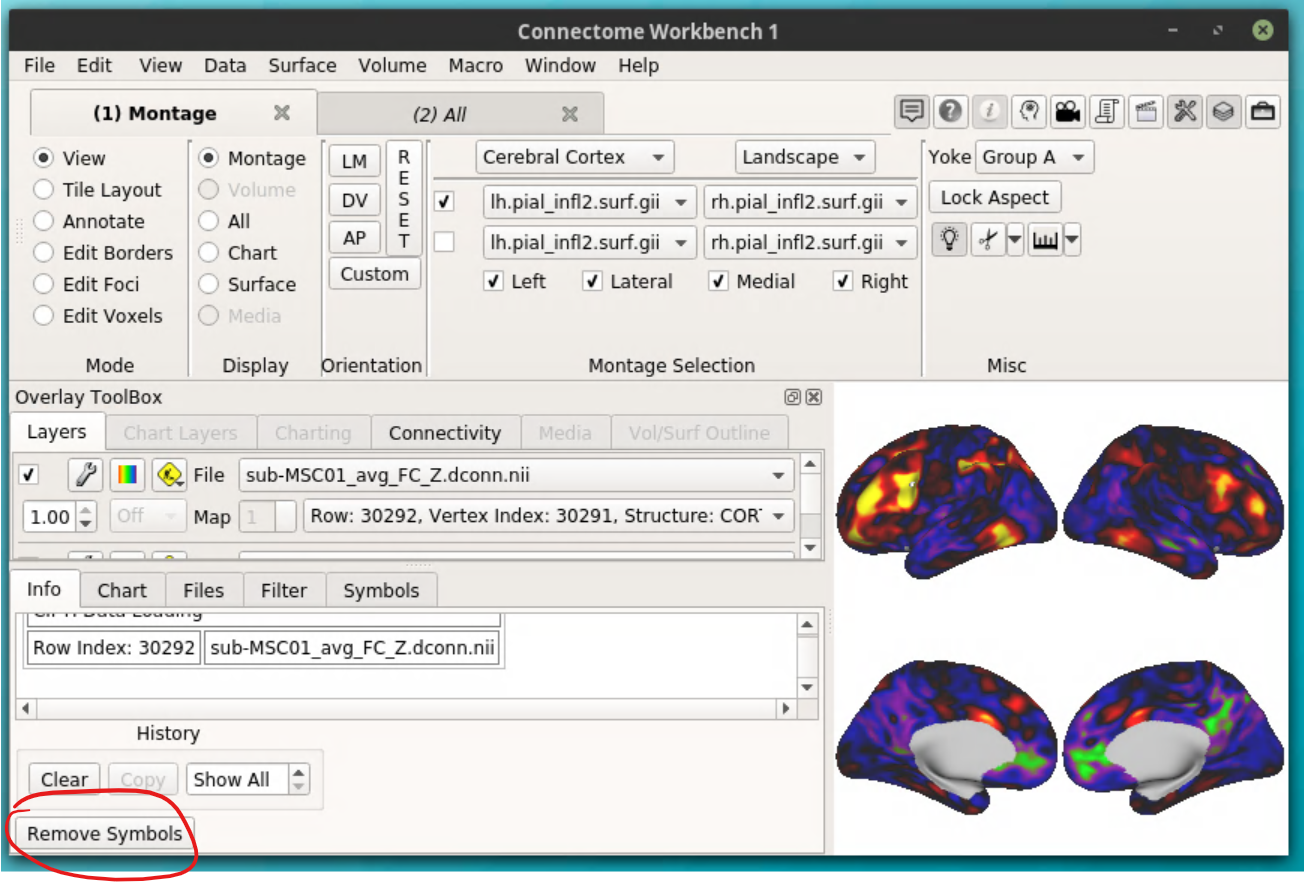 Connectome Workbench 1
File Edit View Data Surface Volume Macro Window Help
(1) Montage (2) All
View
Tile Layout
Annotate
Edit Borders
Edit Foci
Edit Voxels
Mode
Montage
Volume
All
Chart
Surface
Media
Display
LM
DV
AP
RESET
Custom
Orientation
Cerebral Cortex Landscape
lh.pial_infl2.surf.gii rh.pial_infl2.surf.gii
lh.pial_infl2.surf.gii rh.pial_infl2.surf.gii
Left Lateral Medial Right
Montage Selection
Yoke Group A
Lock Aspect
Misc
Overlay ToolBox
Layers Chart Layers Charting Connectivity Media Vol/Surf Outline
File sub-MSC01_avg_FC_Z.dconn.nii
1.00 Off Map 1 Row: 30292, Vertex Index: 30291, Structure: COR
Info Chart Files Filter Symbols
Row Index: 30292 sub-MSC01_avg_FC_Z.dconn.nii
History
Clear Copy Show All
Remove Symbols